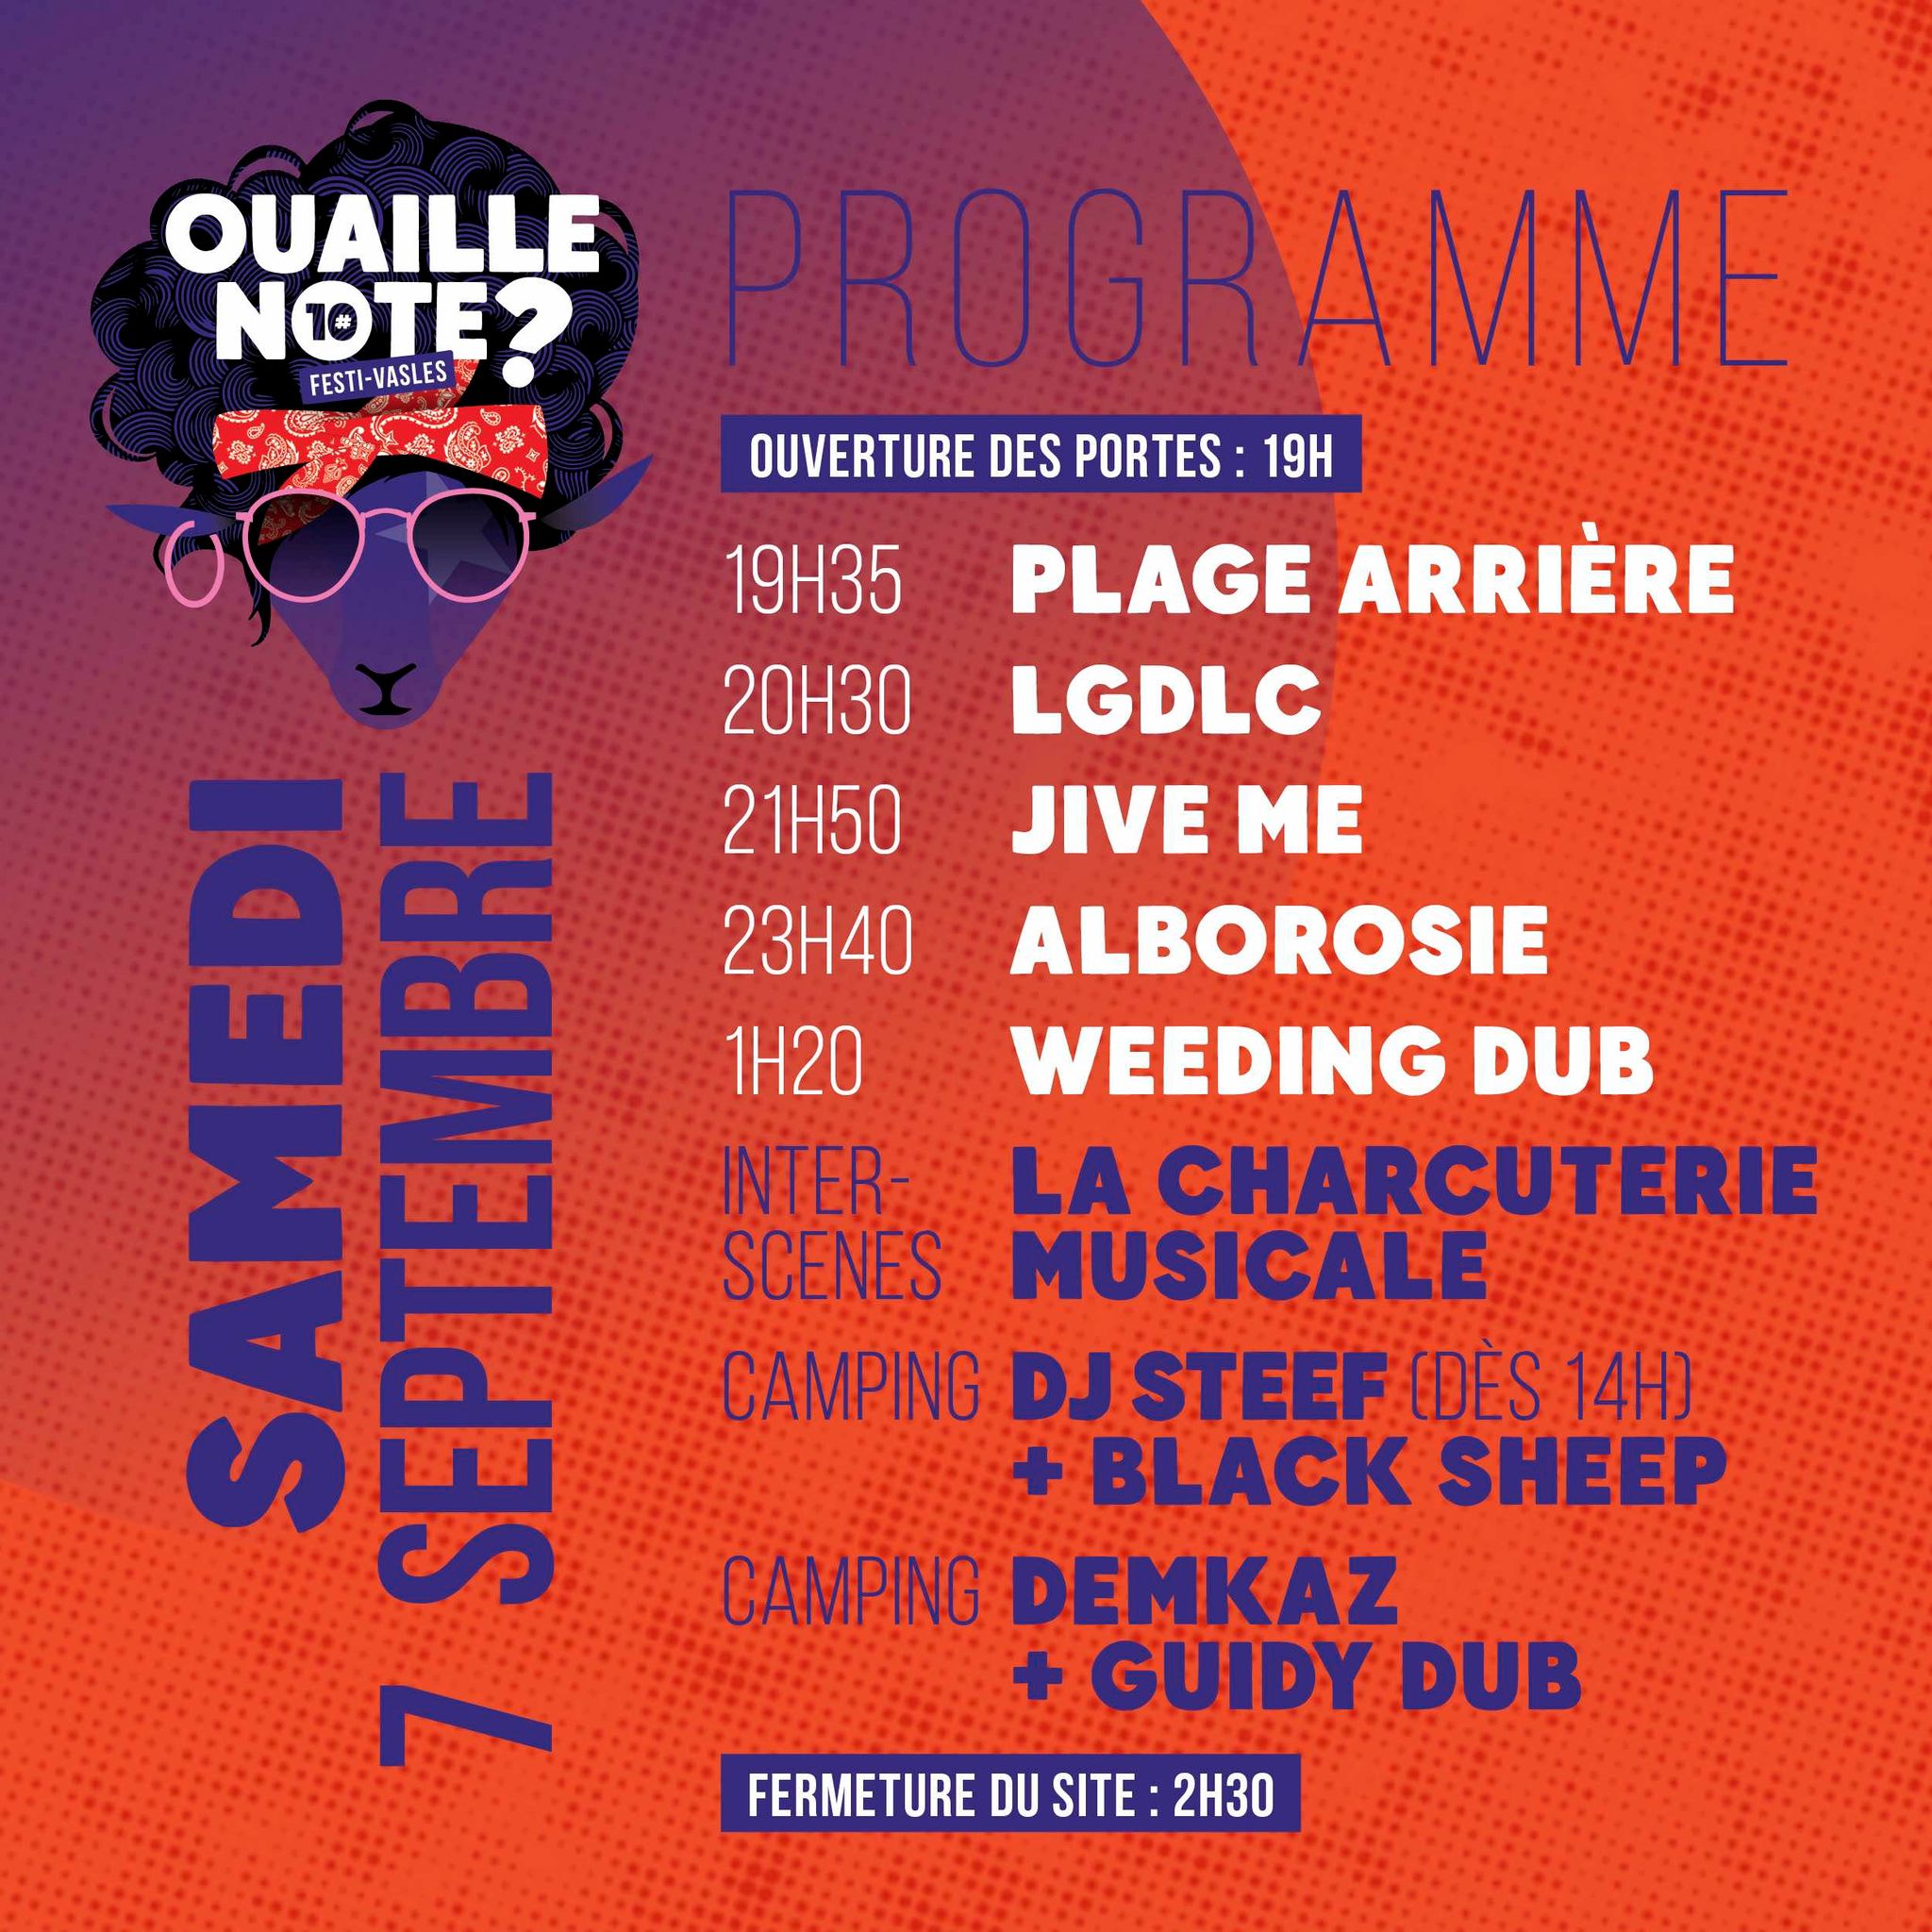 OUAILLE
NOTE?
10#
FESTI-VASLES
PROGRAMME
OUVERTURE DES PORTES : 19H
19H35 PLAGE ARRIÈRE
20H30 LGDLC
21H50 JIVE ME
23H40 ALBOROSIE
1H20 WEEDING DUB
INTER- LA CHARCUTERIE
SCENES MUSICALE
CAMPING DJ STEEF (DÈS 14H)
+ BLACK SHEEP
CAMPING DEMKAZ
+ GUIDY DUB
FERMETURE DU SITE : 2H30
SAMEDI
7 SEPTEMBRE